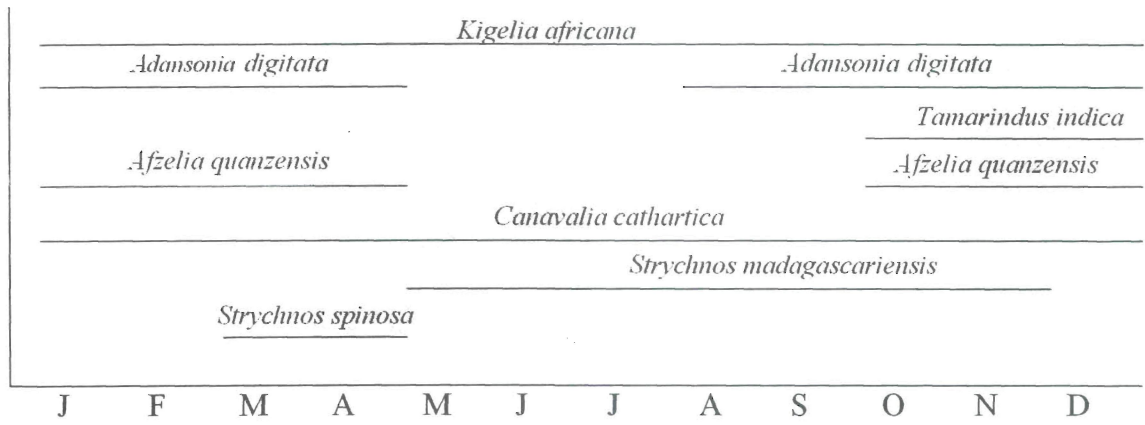 Kigelia africana
Adansonia digitata Adansonia digitata
Tamarindus indica
Afzelia quanzensis Afzelia quanzensis
Canavalia cathartica
Strychnos madagascariensis
Strychnos spinosa
J F M A M J J A S O N D